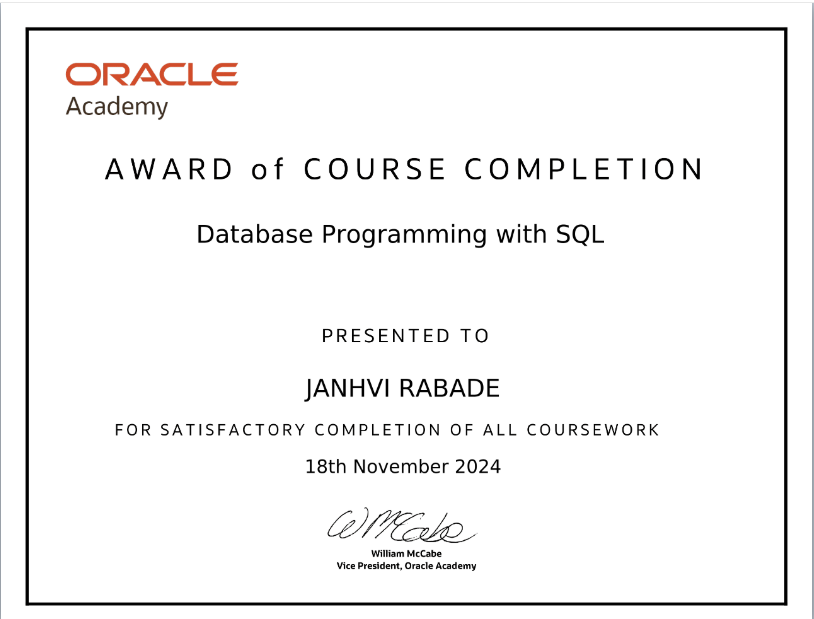 ORACLE
Academy
AWARD of COURSE COMPLETION
Database Programming with SQL
PRESENTED TO
JANHVI RABADE
FOR SATISFACTORY COMPLETION OF ALL COURSEWORK
18th November 2024
WMcCabe
William McCabe
Vice President, Oracle Academy